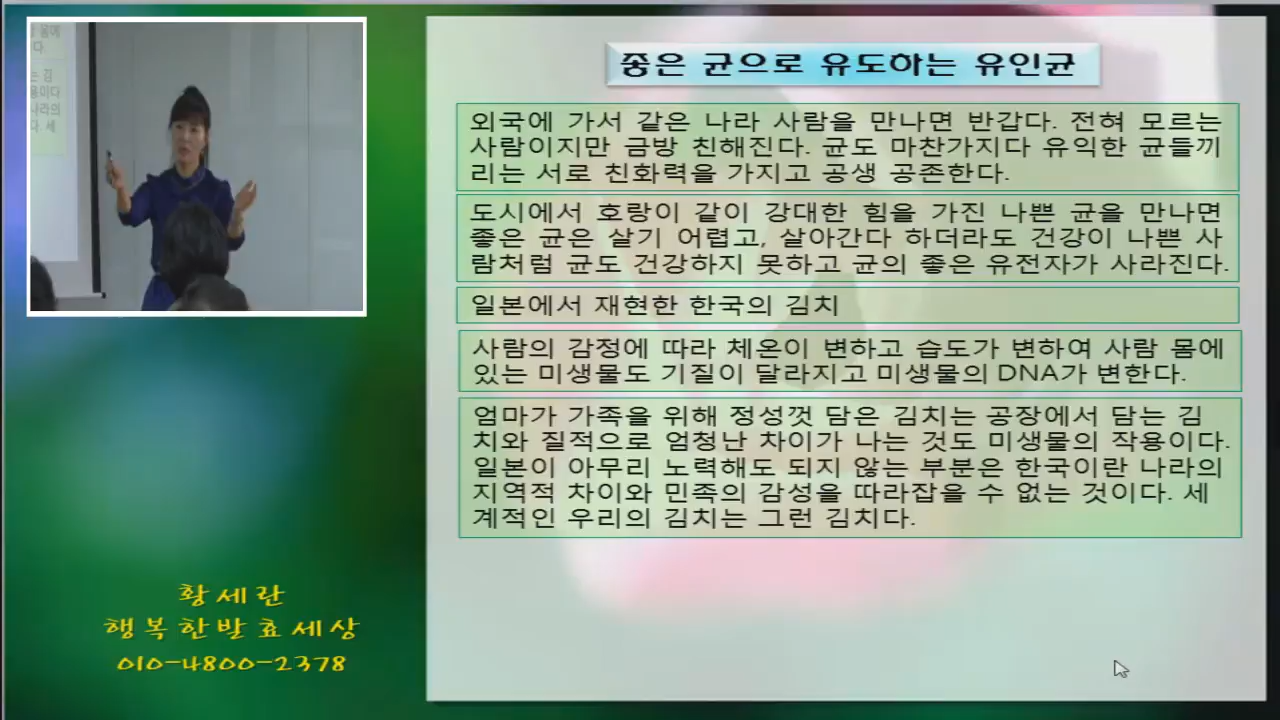 몸에
다
는 김
용이다
나라의
다 세
좋은 균으로 유도하는 유인균
외국에 가서 같은 나라 사람을 만나면 반갑다. 전혀 모르는
사람이지만 금방 친해진다. 균도 마찬가지다 유익한 균들끼
리는 서로 친화력을 가지고 공생 공존한다.
도시에서 호랑이 같이 강대한 힘을 가진 나쁜 균을 만나면
좋은 균은 살기 어렵고, 살아간다 하더라도 건강이 나쁜 사
람처럼 균도 건강하지 못하고 균의 좋은 유전자가 사라진다.
일본에서 재현한 한국의 김치
사람의 감정에 따라 체온이 변하고 습도가 변하여 사람 몸에
있는 미생물도 기질이 달라지고 미생물의 DNA가 변한다.
엄마가 가족을 위해 정성껏 담은 김치는 공장에서 담는 김
치와 질적으로 엄청난 차이가 나는 것도 미생물의 작용이다.
일본이 아무리 노력해도 되지 않는 부분은 한국이란 나라의
지역적 차이와 민족의 감성을 따라잡을 수 없는 것이다. 세
계적인 우리의 김치는 그런 김치다.
황세란
행복한발효세상
010-4800-2378